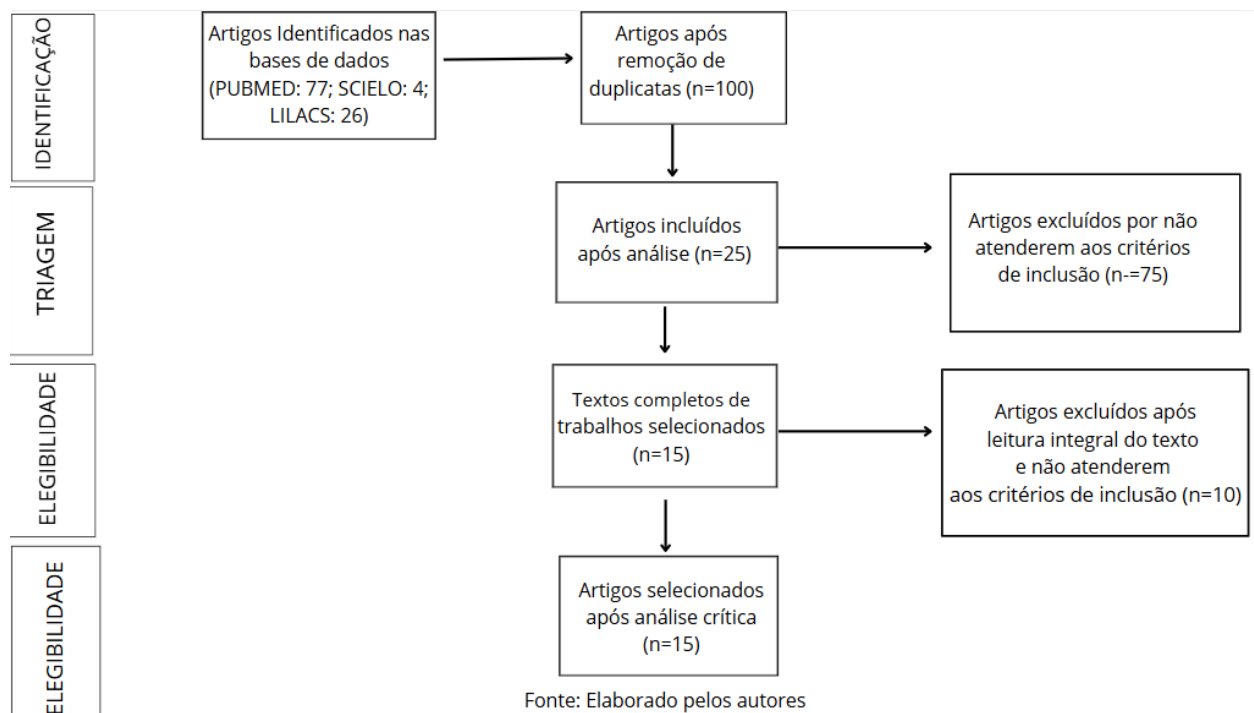 IDENTIFICAÇÃO
Artigos Identificados nas
bases de dados
(PUBMED: 77; SCIELO: 4;
LILACS: 26)
Artigos após
remoção de
duplicatas (n=100)
TRIAGEM
Artigos incluídos
após análise (n=25)
Artigos excluídos por não
atenderem aos critérios
de inclusão (n-=75)
ELEGIBILIDADE
Textos completos de
trabalhos selecionados
(n=15)
Artigos excluídos após
leitura integral do texto
e não atenderem
aos critérios de inclusão (n=10)
ELEGIBILIDADE
Artigos selecionados
após análise crítica
(n=15)
Fonte: Elaborado pelos autores